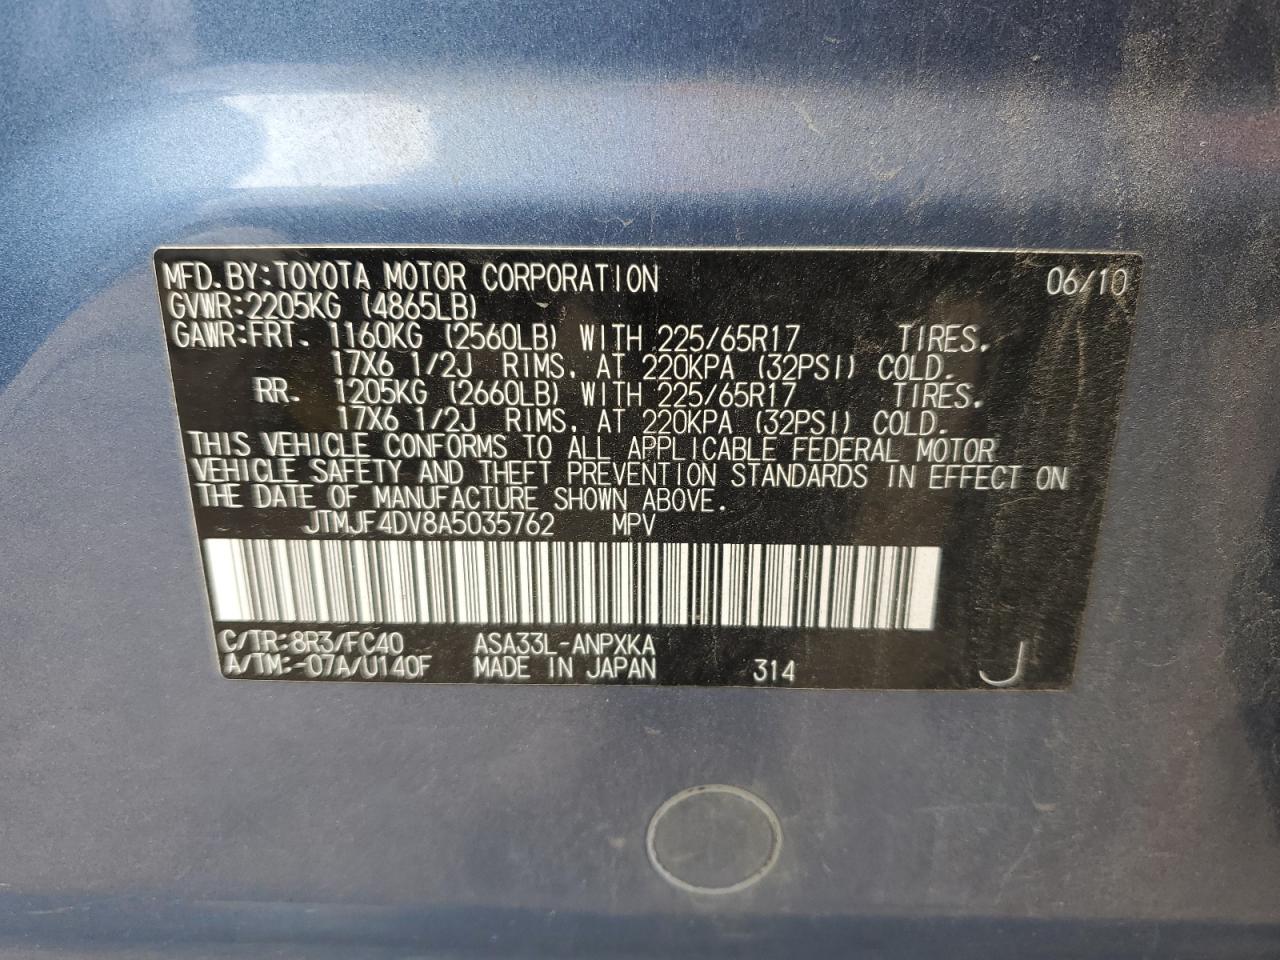 MFD.BY:TOYOTA MOTOR CORPORATION 06/10
GVWR:2205KG (4865LB)
GAWR:FRT. 1160KG (2560LB) WITH 225/65R17 TIRES,
17X6 1/2J RIMS, AT 220KPA (32PSI) COLD.
RR. 1205KG (2660LB) WITH 225/65R17 TIRES,
17X6 1/2J RIMS, AT 220KPA (32PSI) COLD.
THIS VEHICLE CONFORMS TO ALL APPLICABLE FEDERAL MOTOR
VEHICLE SAFETY AND THEFT PREVENTION STANDARDS IN EFFECT ON
THE DATE OF MANUFACTURE SHOWN ABOVE.
JTMJF4DV8A5035762 MPV
C/TR:8R3/FC40 ASA33L-ANPXKA
A/TM:-07A/U140F MADE IN JAPAN 314 J